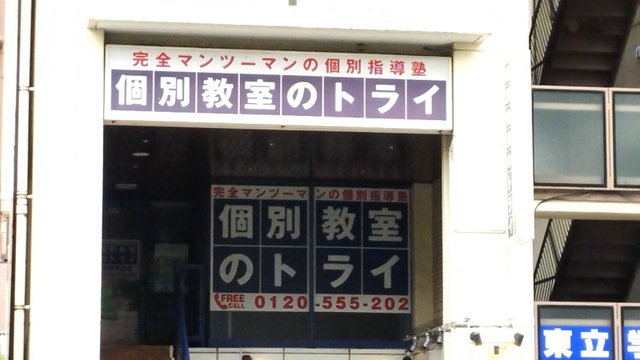 完全マンツーマンの個別指導塾
個別教室のトライ
完全マンツーマンの個別指導塾
個別教室
のトライ
FREE
CALL
0120-555-202
東立